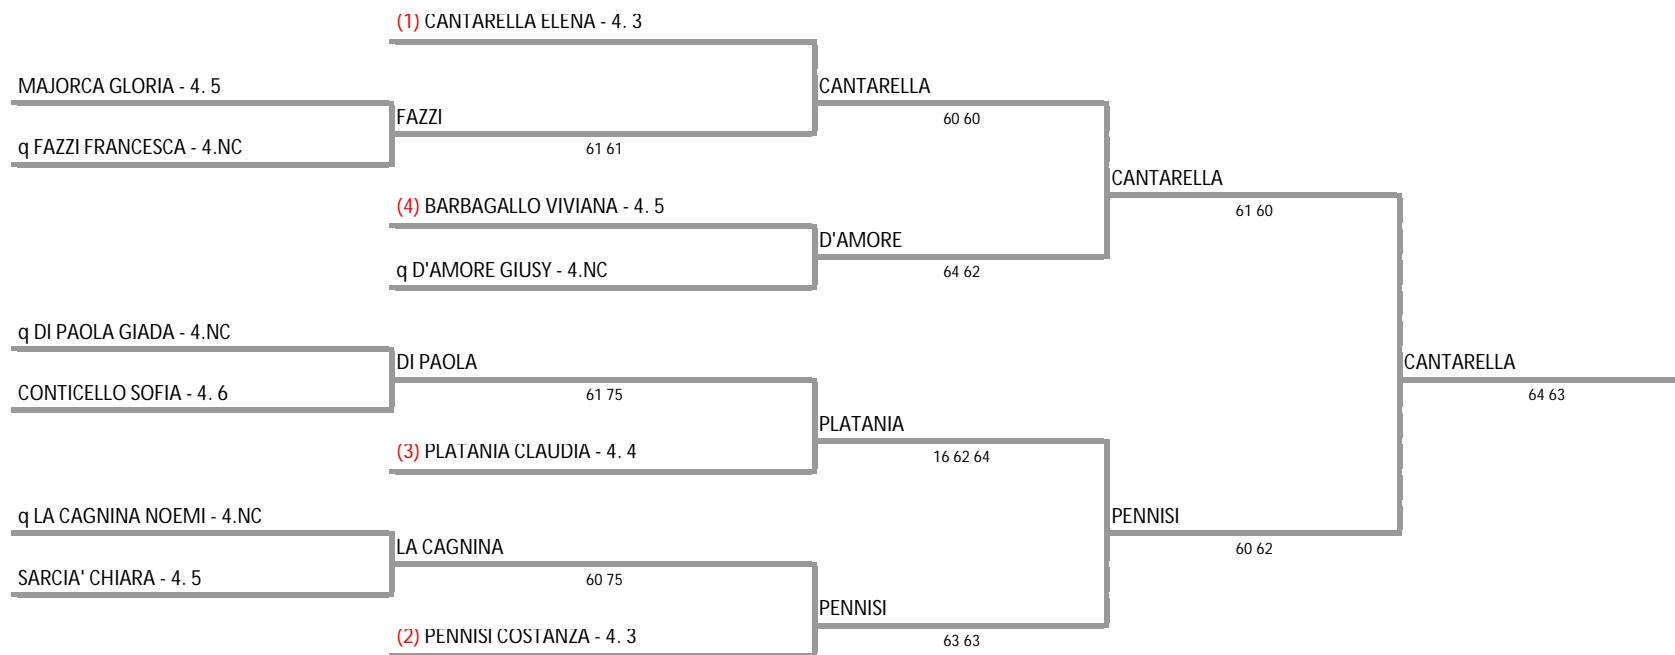 (1) CANTARELLA ELENA - 4. 3
MAJORCA GLORIA - 4. 5
CANTARELLA
FAZZI
60 60
q FAZZI FRANCESCA - 4.NC
61 61
CANTARELLA
(4) BARBAGALLO VIVIANA - 4. 5
61 60
D'AMORE
q D'AMORE GIUSY - 4.NC
64 62
q DI PAOLA GIADA - 4.NC
DI PAOLA
CANTARELLA
CONTICELLO SOFIA - 4. 6
61 75
64 63
PLATANIA
(3) PLATANIA CLAUDIA - 4. 4
16 62 64
q LA CAGNINA NOEMI - 4.NC
PENNISI
LA CAGNINA
60 62
SARCIA' CHIARA - 4. 5
60 75
PENNISI
(2) PENNISI COSTANZA - 4. 3
63 63